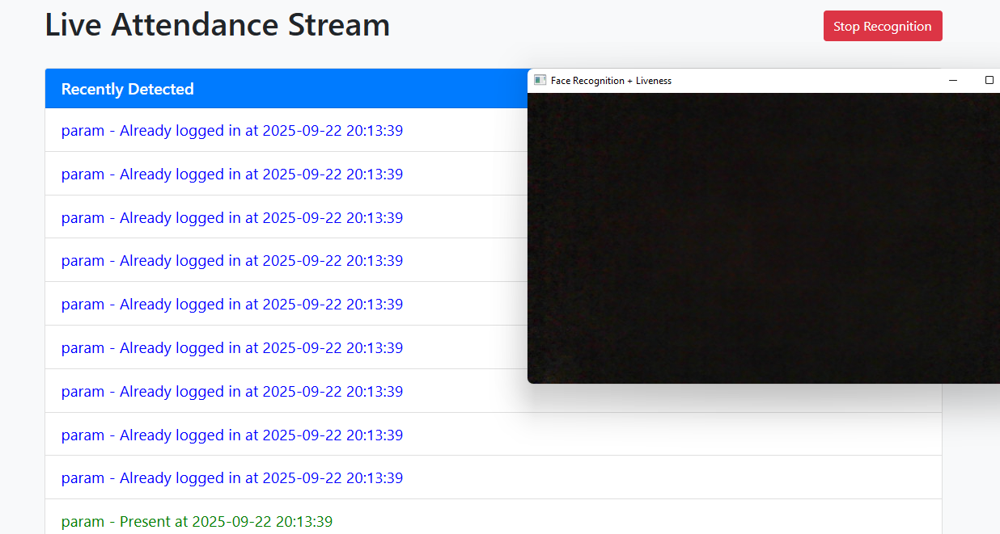 Live Attendance Stream
Stop Recognition
Recently Detected
Face Recognition + Liveness
param - Already logged in at 2025-09-22 20:13:39
param - Already logged in at 2025-09-22 20:13:39
param - Already logged in at 2025-09-22 20:13:39
param - Already logged in at 2025-09-22 20:13:39
param - Already logged in at 2025-09-22 20:13:39
param - Already logged in at 2025-09-22 20:13:39
param - Already logged in at 2025-09-22 20:13:39
param - Already logged in at 2025-09-22 20:13:39
param - Already logged in at 2025-09-22 20:13:39
param - Present at 2025-09-22 20:13:39